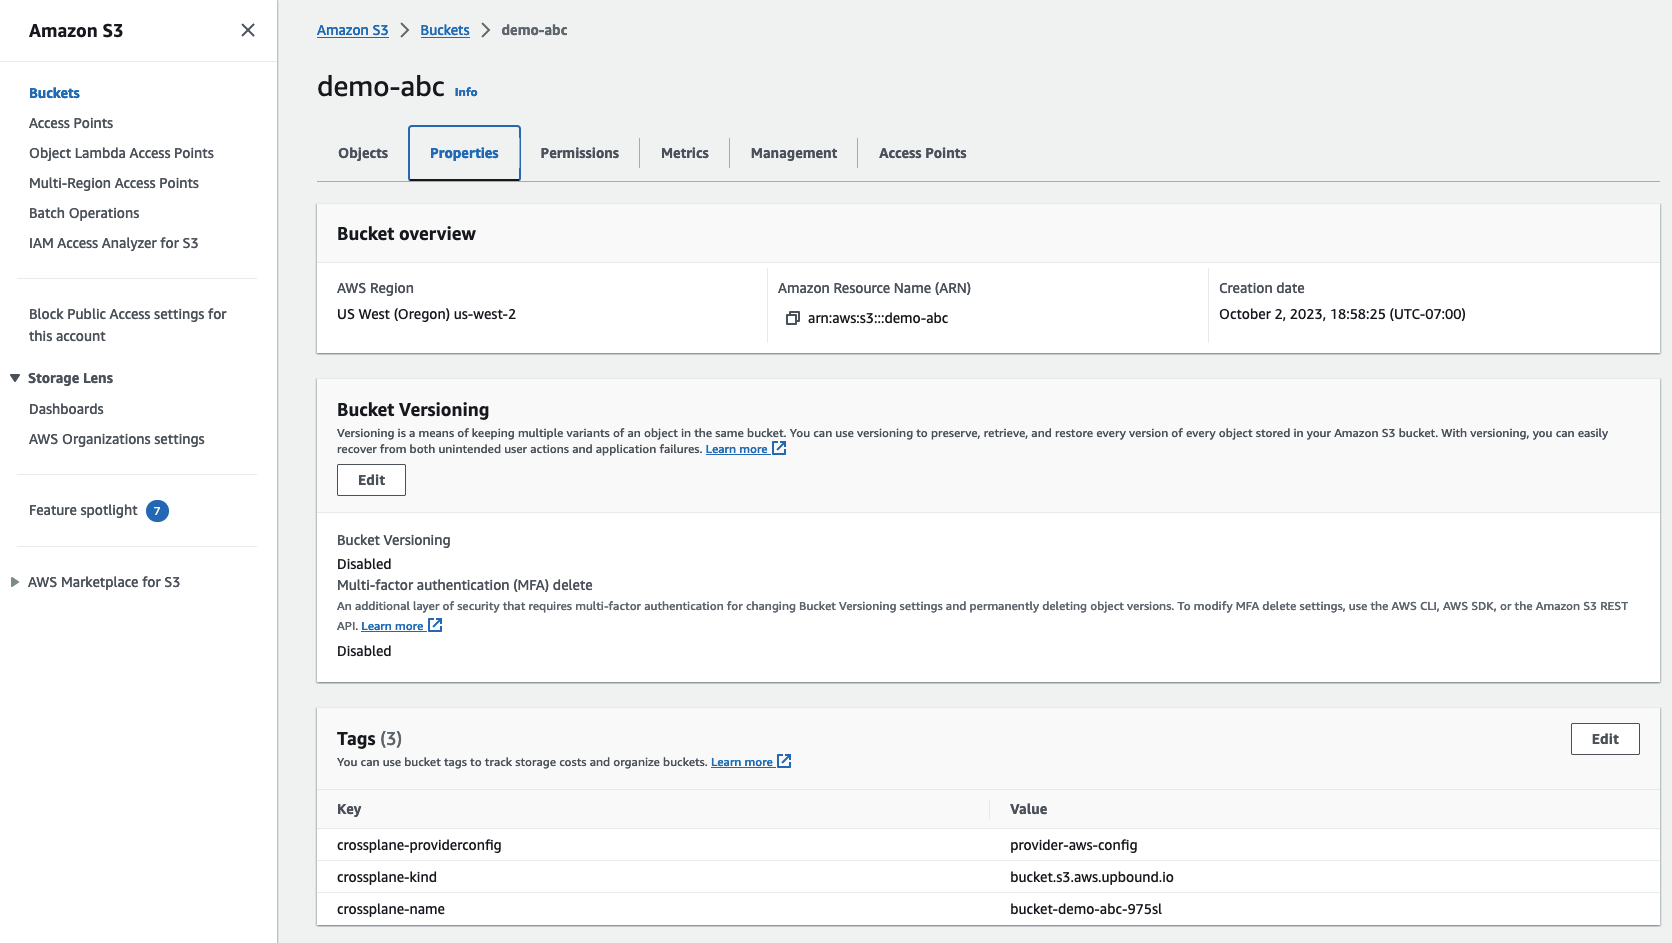 Amazon S3
Buckets
Access Points
Object Lambda Access Points
Multi-Region Access Points
Batch Operations
IAM Access Analyzer for S3
Block Public Access settings for
this account
Storage Lens
Dashboards
AWS Organizations settings
Feature spotlight 7
AWS Marketplace for S3
Amazon S3 > Buckets > demo-abc
demo-abc Info
Objects Properties Permissions Metrics Management Access Points
Bucket overview
AWS Region
US West (Oregon) us-west-2
Amazon Resource Name (ARN)
arn:aws:s3:::demo-abc
Creation date
October 2, 2023, 18:58:25 (UTC-07:00)
Bucket Versioning
Versioning is a means of keeping multiple variants of an object in the same bucket. You can use versioning to preserve, retrieve, and restore every version of every object stored in your Amazon S3 bucket. With versioning, you can easily
recover from both unintended user actions and application failures. Learn more
Edit
Bucket Versioning
Disabled
Multi-factor authentication (MFA) delete
An additional layer of security that requires multi-factor authentication for changing Bucket Versioning settings and permanently deleting object versions. To modify MFA delete settings, use the AWS CLI, AWS SDK, or the Amazon S3 REST
API. Learn more
Disabled
Tags (3)
Edit
You can use bucket tags to track storage costs and organize buckets. Learn more
Key Value
crossplane-providerconfig provider-aws-config
crossplane-kind bucket.s3.aws.upbound.io
crossplane-name bucket-demo-abc-975sl